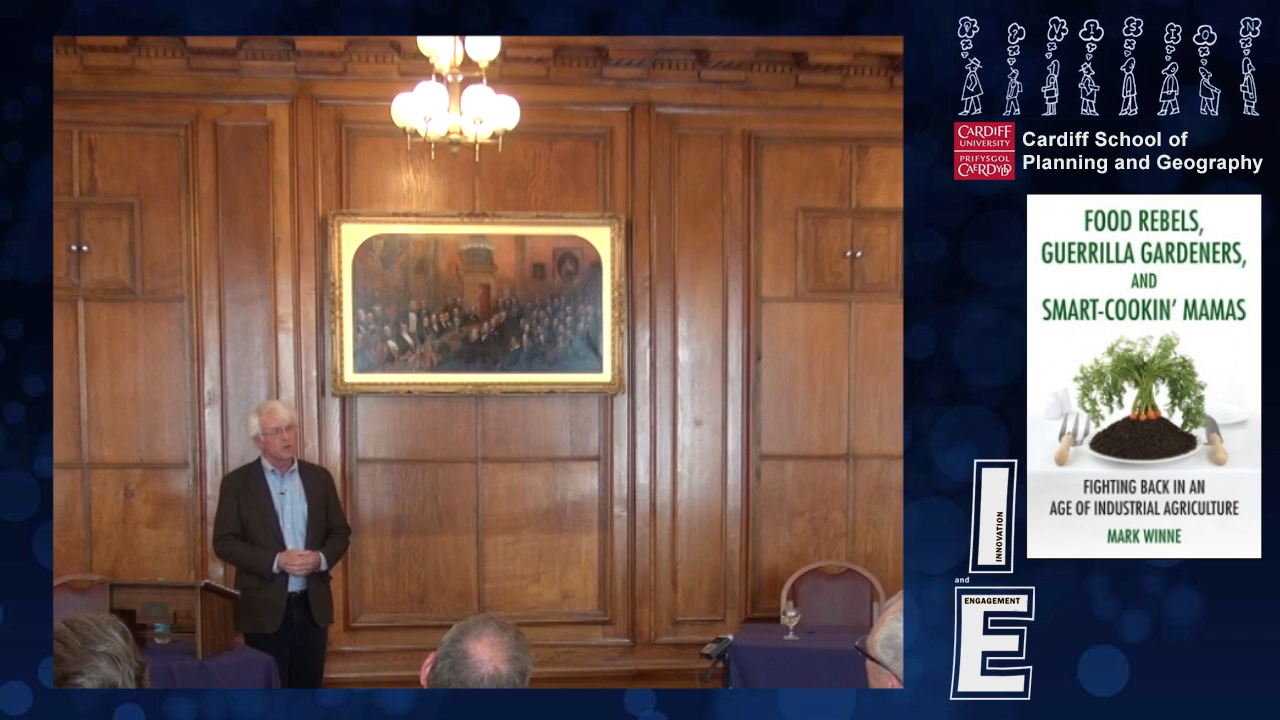 CARDIFF
UNIVERSITY
PRIFYSGOL
CAERDYDD
Cardiff School of
Planning and Geography
FOOD REBELS,
GUERRILLA GARDENERS,
AND
SMART-COOKIN' MAMAS
FIGHTING BACK IN AN
AGE OF INDUSTRIAL AGRICULTURE
MARK WINNE
I
INNOVATION
and
ENGAGEMENT
E